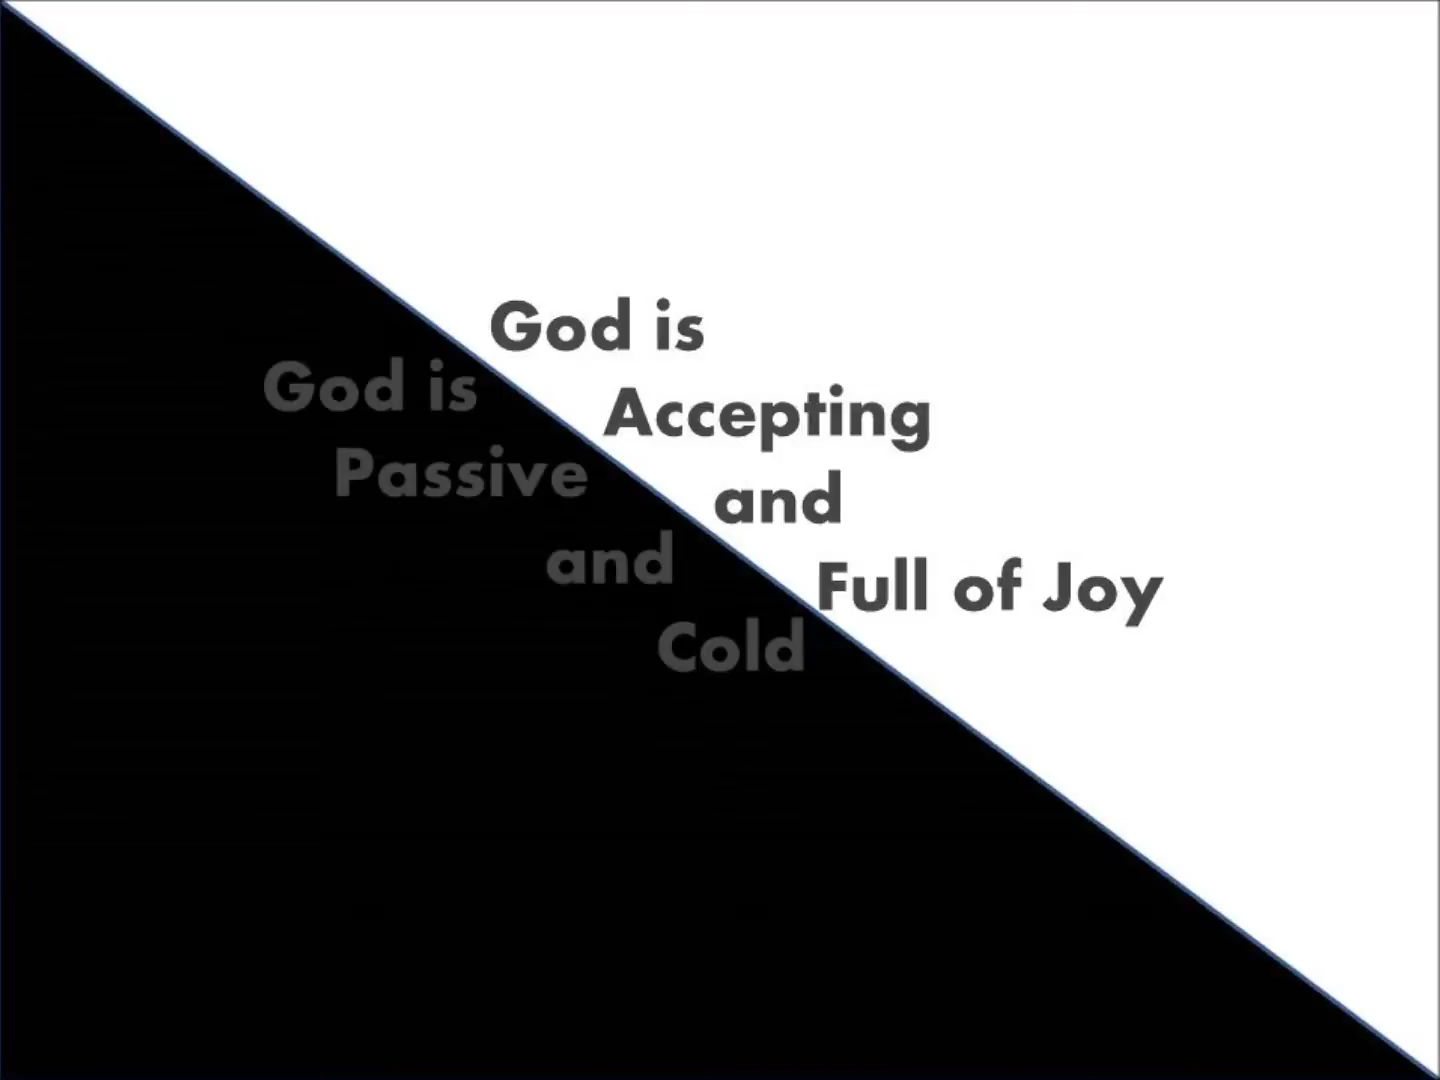 God is
Accepting
and
Full of Joy
God is
Passive
and
Cold